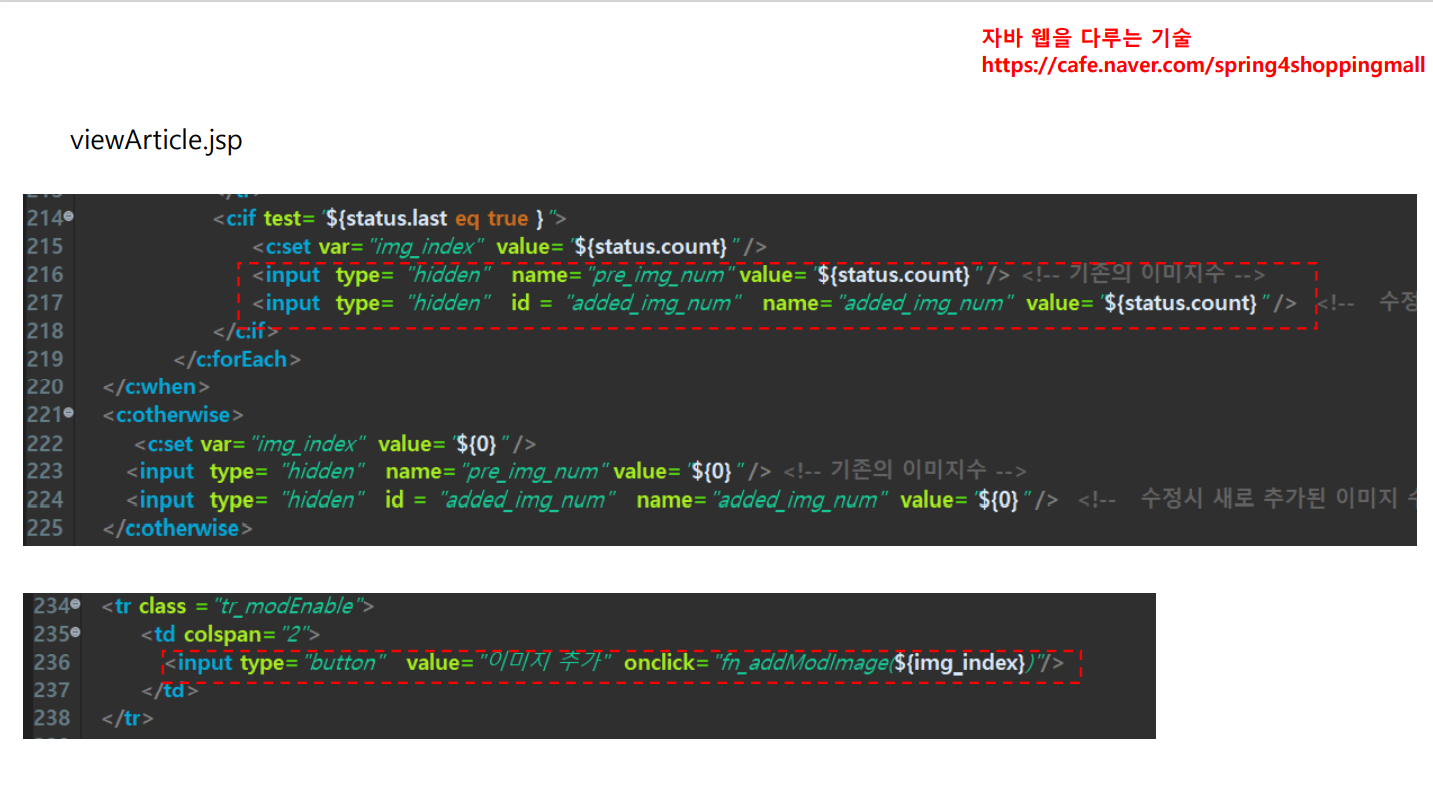 자바 웹을 다루는 기술
https://cafe.naver.com/spring4shoppingmall
viewArticle.jsp
214 <c:if test="${status.last eq true }">
215 <c:set var="img_index" value="${status.count}"/>
216 <input type= "hidden" name="pre_img_num" value="${status.count}"/> <!-- 기존의 이미지수 -->
217 <input type= "hidden" id = "added_img_num" name="added_img_num" value="${status.count}"/> <!-- 수정
218 </c:if>
219 </c:forEach>
220 </c:when>
221 <c:otherwise>
222 <c:set var="img_index" value="${0}"/>
223 <input type= "hidden" name="pre_img_num" value="${0}"/> <!-- 기존의 이미지수 -->
224 <input type= "hidden" id = "added_img_num" name="added_img_num" value="${0}"/> <!-- 수정시 새로 추가된 이미지
225 </c:otherwise>
234 <tr class ="tr_modEnable">
235 <td colspan="2">
236 <input type="button" value="이미지 추가" onclick="fn_addModImage(${img_index})"/>
237 </td>
238 </tr>